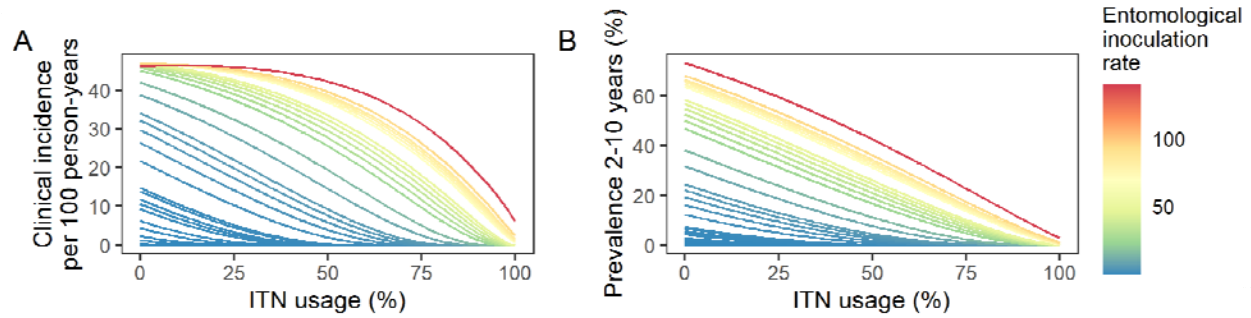 A
Clinical incidence
per 100 person-years
40
30
20
10
0
0
25
50
75
100
ITN usage (%)
B
Prevalence 2-10 years (%)
60
40
20
0
0
25
50
75
100
ITN usage (%)
Entomological
inoculation
rate
100
50